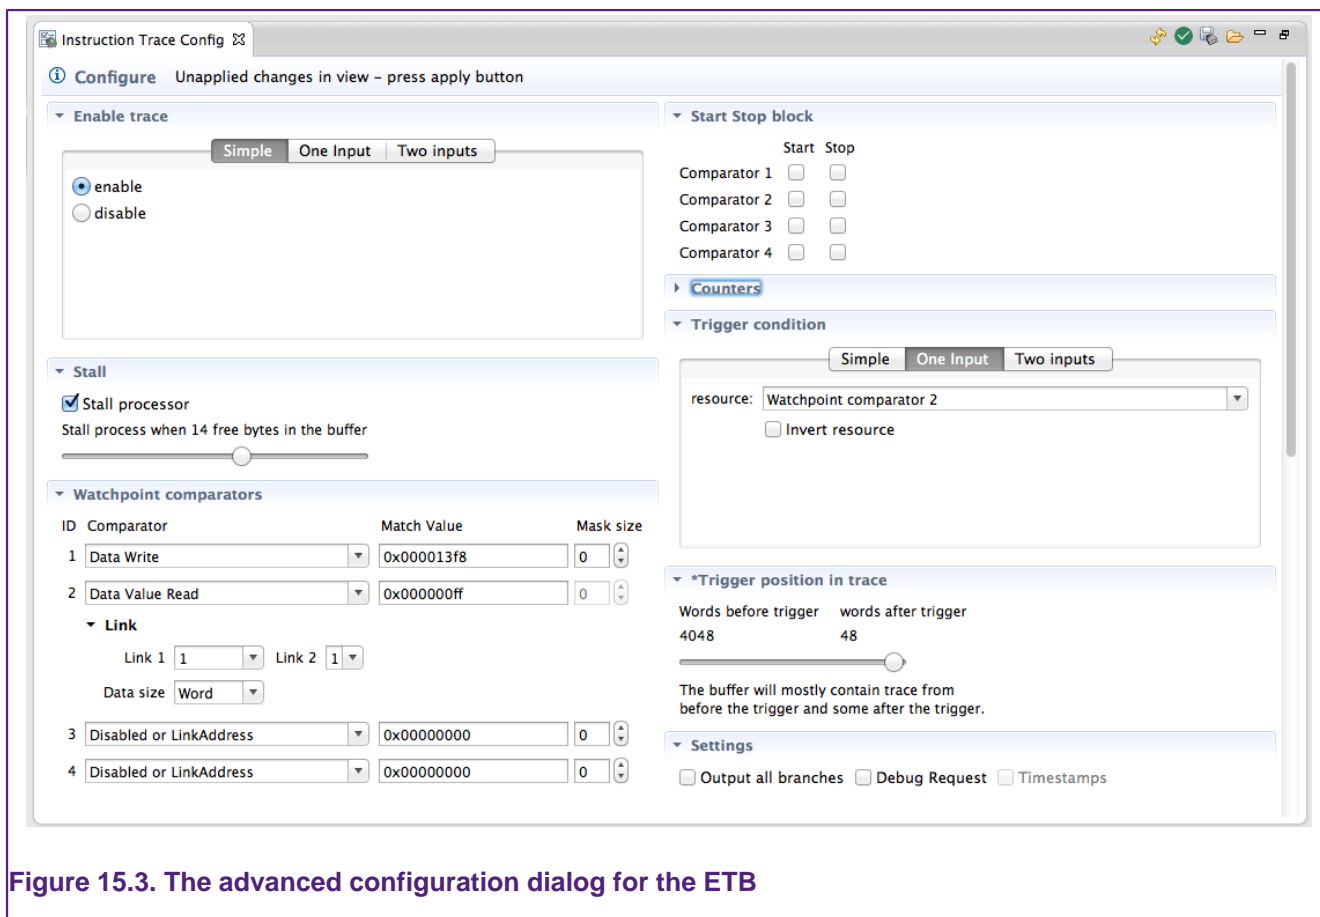 Instruction Trace Config
Configure Unapplied changes in view – press apply button
Enable trace
Simple One Input Two inputs
enable
disable
Stall
Stall processor
Stall process when 14 free bytes in the buffer
Watchpoint comparators
ID Comparator Match Value Mask size
1 Data Write 0x000013f8 0
2 Data Value Read 0x000000ff 0
Link
Link 1 1 Link 2 1
Data size Word
3 Disabled or LinkAddress 0x00000000 0
4 Disabled or LinkAddress 0x00000000 0
Start Stop block
Start Stop
Comparator 1
Comparator 2
Comparator 3
Comparator 4
Counters
Trigger condition
Simple One Input Two inputs
resource: Watchpoint comparator 2
Invert resource
*Trigger position in trace
Words before trigger words after trigger
4048 48
The buffer will mostly contain trace from
before the trigger and some after the trigger.
Settings
Output all branches Debug Request Timestamps
Figure 15.3. The advanced configuration dialog for the ETB